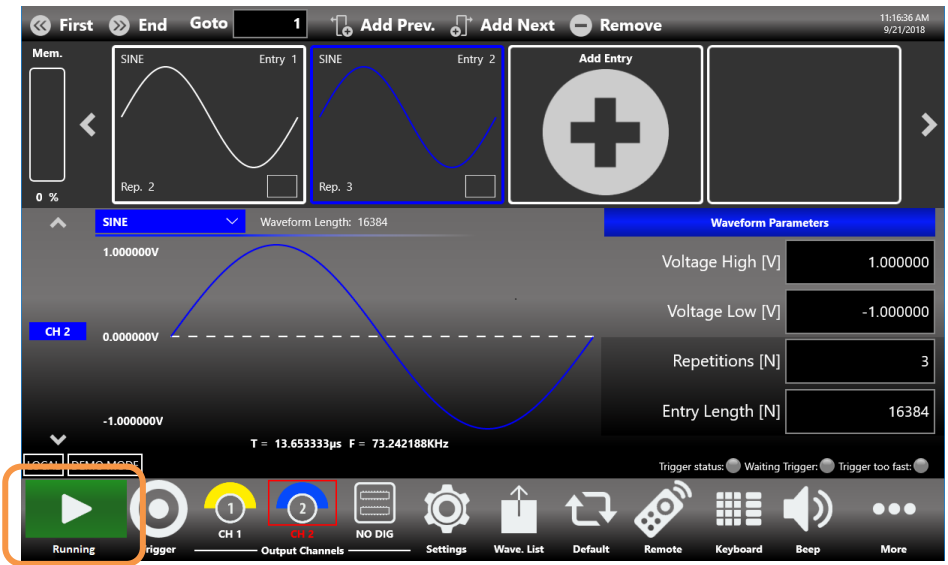 First End Goto 1 Add Prev. Add Next Remove 11:16:36 AM
9/21/2018
Mem.
0 %
SINE Entry 1
Rep. 2
SINE Entry 2
Rep. 3
Add Entry
SINE Waveform Length: 16384
Waveform Parameters
1.000000V
CH 2
0.000000V
-1.000000V
T = 13.653333µs F = 73.242188KHz
Voltage High [V] 1.000000
Voltage Low [V] -1.000000
Repetitions [N] 3
Entry Length [N] 16384
LOCAL DEMO MODE
Trigger status: Waiting Trigger: Trigger too fast:
1 2
CH 1 CH 2 NO DIG
Running Trigger Output Channels Settings Wave. List Default Remote Keyboard Beep More